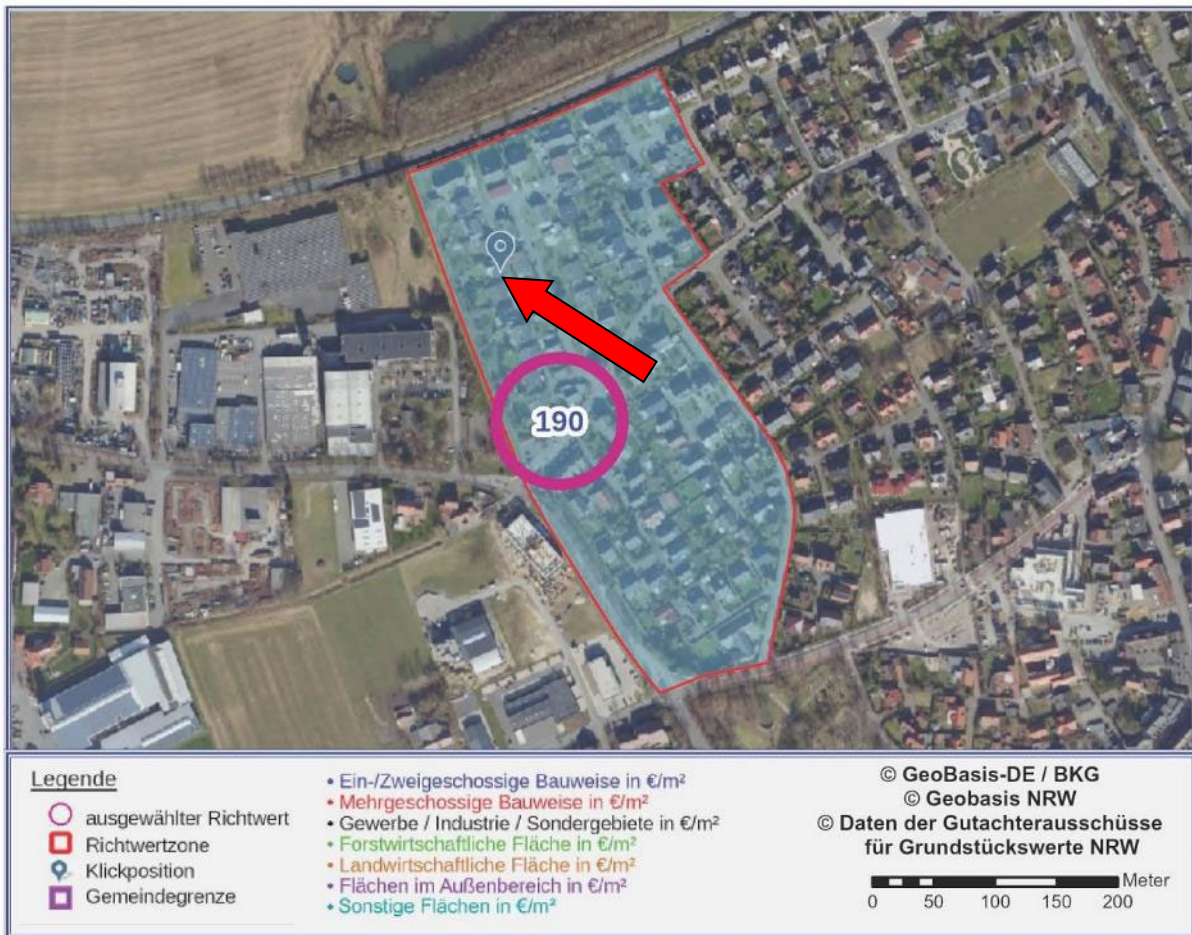 190
Legende
ausgewählter Richtwert
Richtwertzone
Klickposition
Gemeindegrenze
• Ein-/Zweigeschossige Bauweise in €/m²
• Mehrgeschossige Bauweise in €/m²
• Gewerbe / Industrie / Sondergebiete in €/m²
• Forstwirtschaftliche Fläche in €/m²
• Landwirtschaftliche Fläche in €/m²
• Flächen im Außenbereich in €/m²
• Sonstige Flächen in €/m²
© GeoBasis-DE / BKG
© Geobasis NRW
© Daten der Gutachterausschüsse
für Grundstückswerte NRW
Meter
0 50 100 150 200